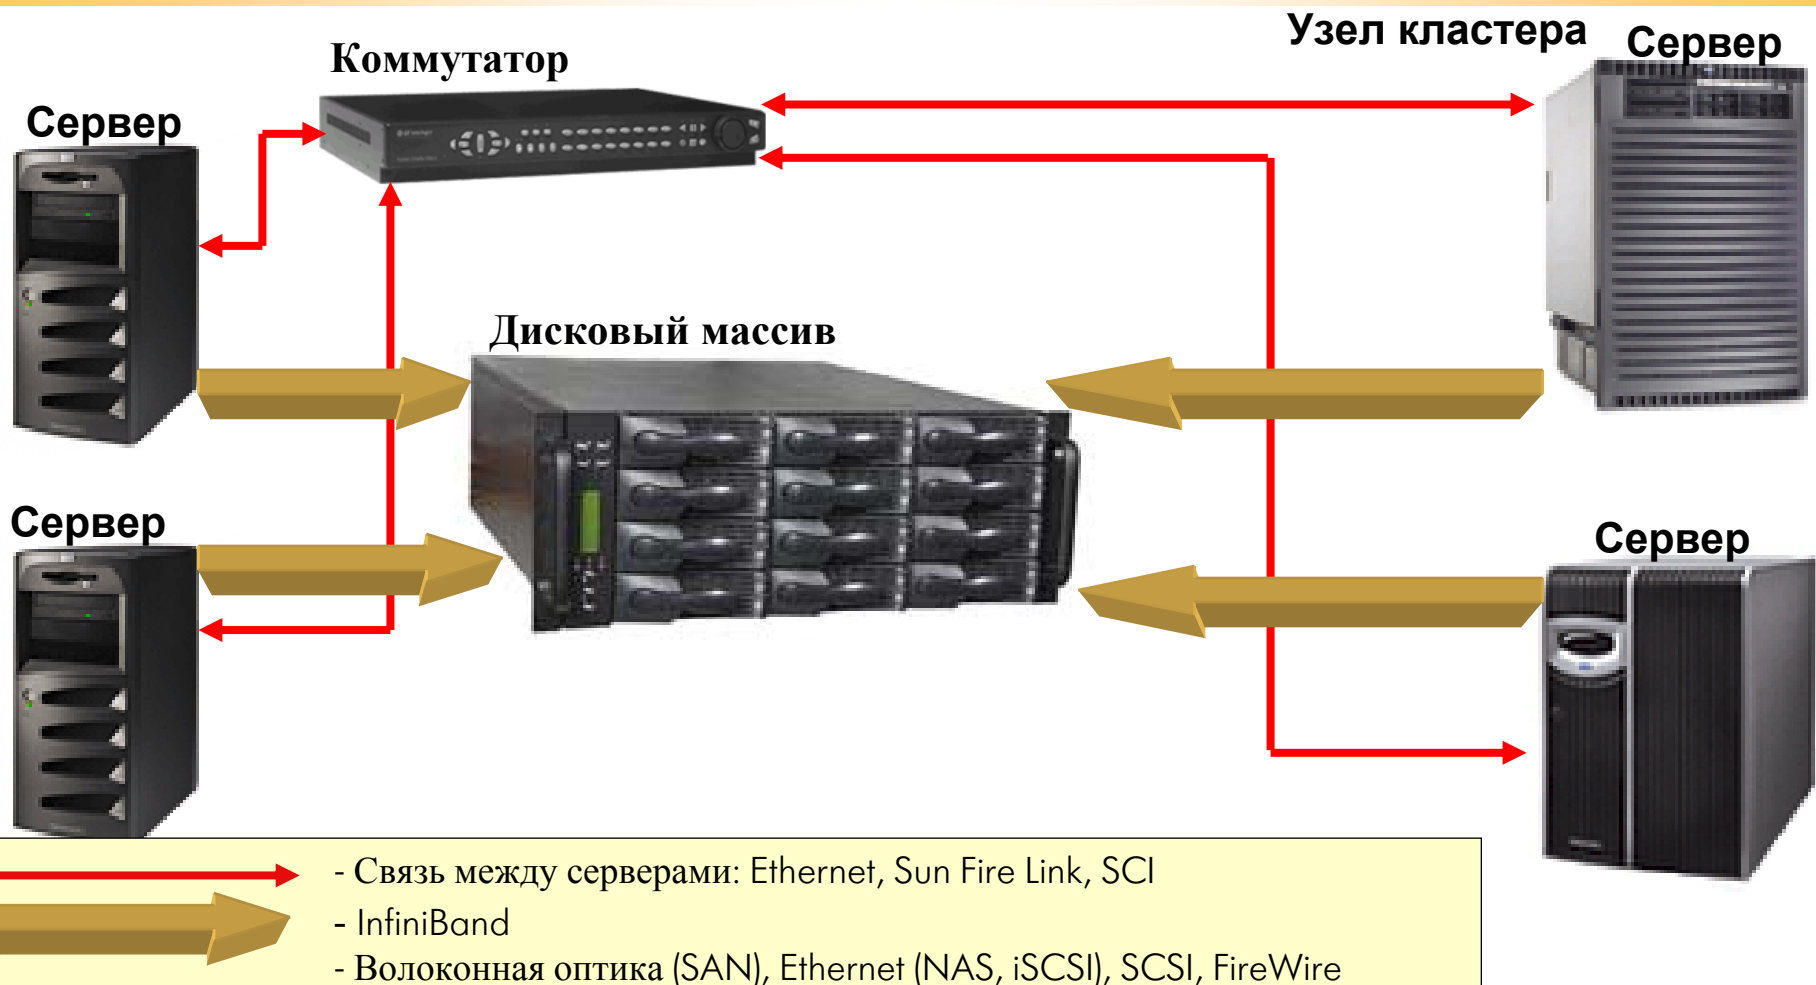 Узел кластера
Сервер
Коммутатор
Сервер
Дисковый массив
Сервер
Сервер
- Связь между серверами: Ethernet, Sun Fire Link, SCI
- InfiniBand
- Волоконная оптика (SAN), Ethernet (NAS, iSCSI), SCSI, FireWire